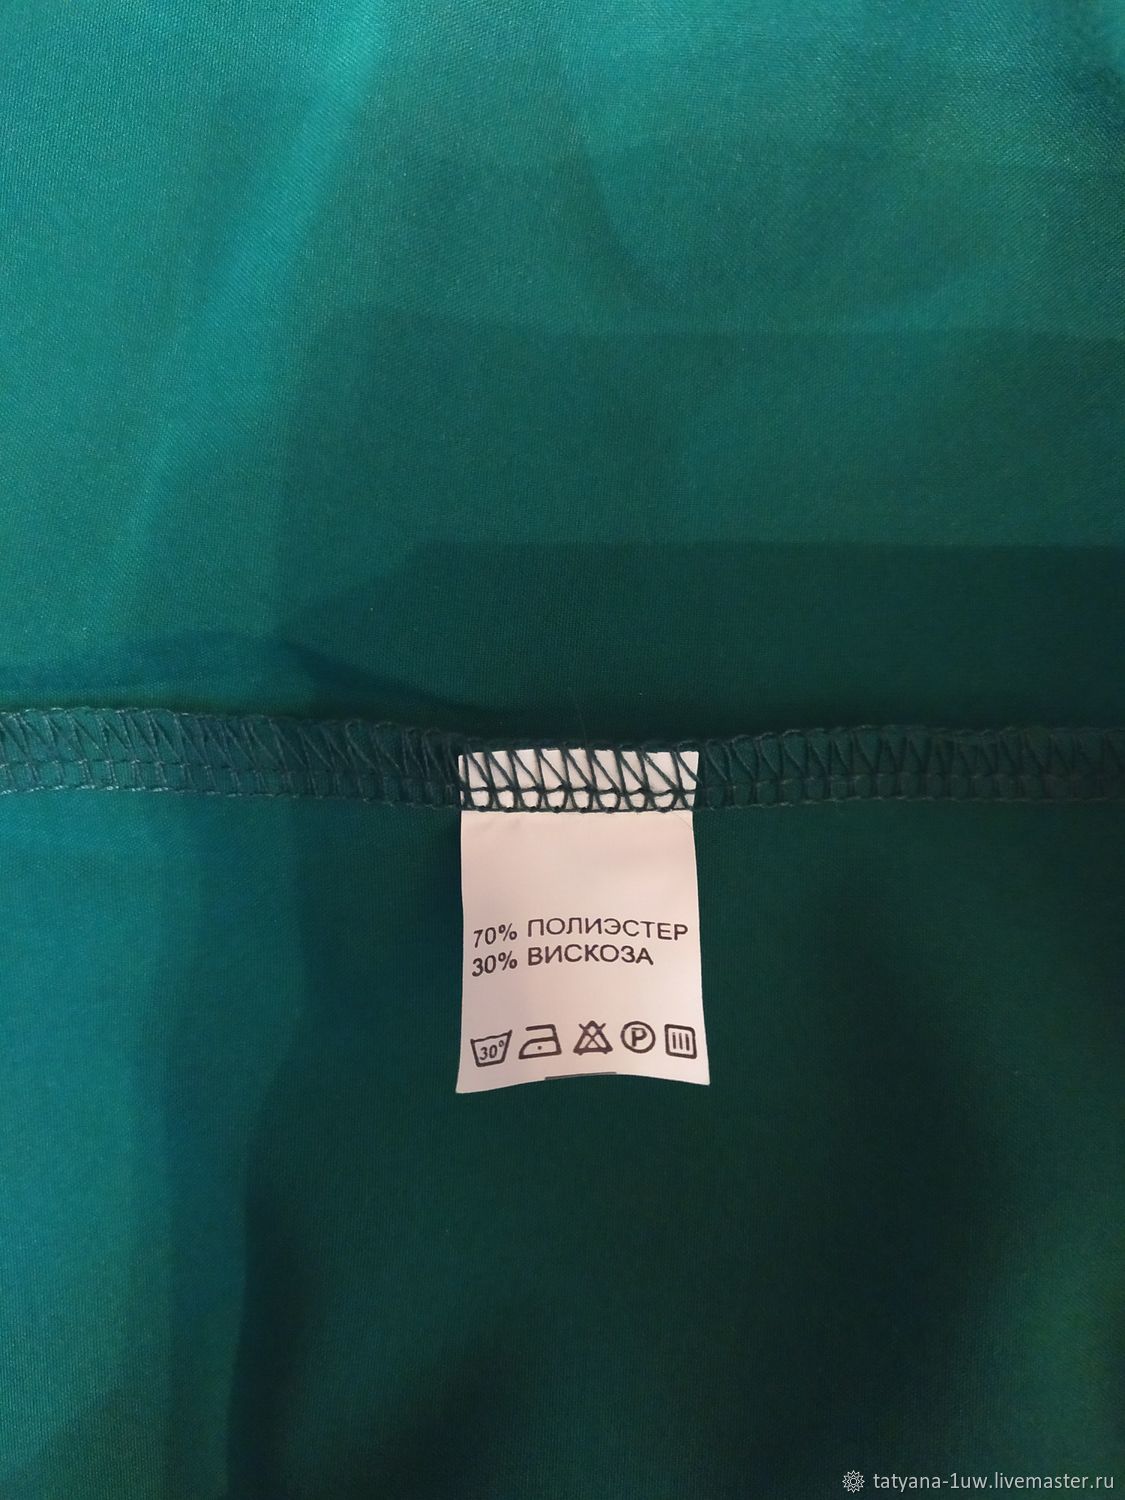 70% ПОЛИЭСТЕР
30% ВИСКОЗА
30°
P
tatyana-1uw.livemaster.ru